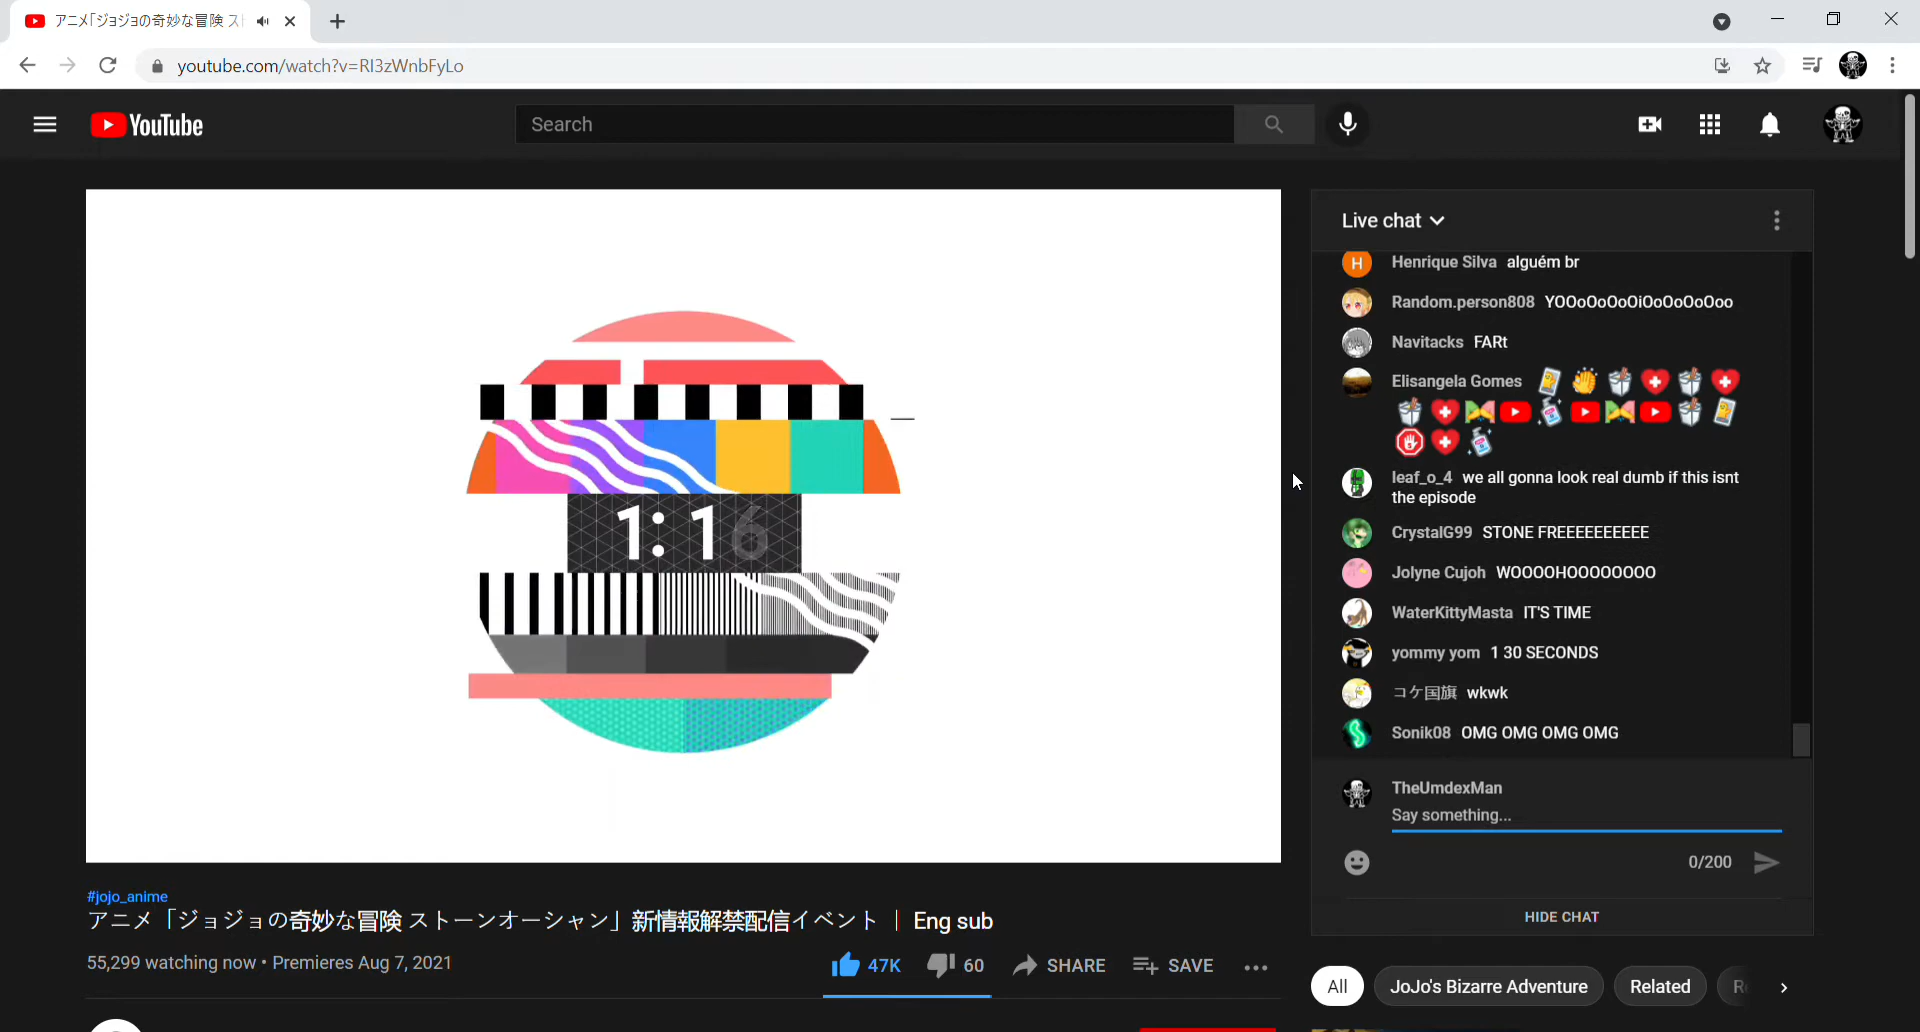 アニメ「ジョジョの奇妙な冒険 ス
youtube.com/watch?v=RI3zWnbFyLo
YouTube
Search
1:16
Live chat
H Henrique Silva alguém br
Random.person808 YOOoOoOoOiOoOoOoOoo
Navitacks FARt
Elisangela Gomes
leaf_o_4 we all gonna look real dumb if this isnt
the episode
CrystalG99 STONE FREEEEEEEEEE
Jolyne Cujoh WOOOOHOOOOOOOO
WaterKittyMasta IT'S TIME
yommy yom 1 30 SECONDS
コケ国旗 wkwk
Sonik08 OMG OMG OMG OMG
TheUmdexMan
Say something...
0/200
HIDE CHAT
#jojo_anime
アニメ「ジョジョの奇妙な冒険 ストーンオーシャン」新情報解禁配信イベント ｜ Eng sub
55,299 watching now • Premieres Aug 7, 2021
47K 60 SHARE SAVE
All JoJo's Bizarre Adventure Related